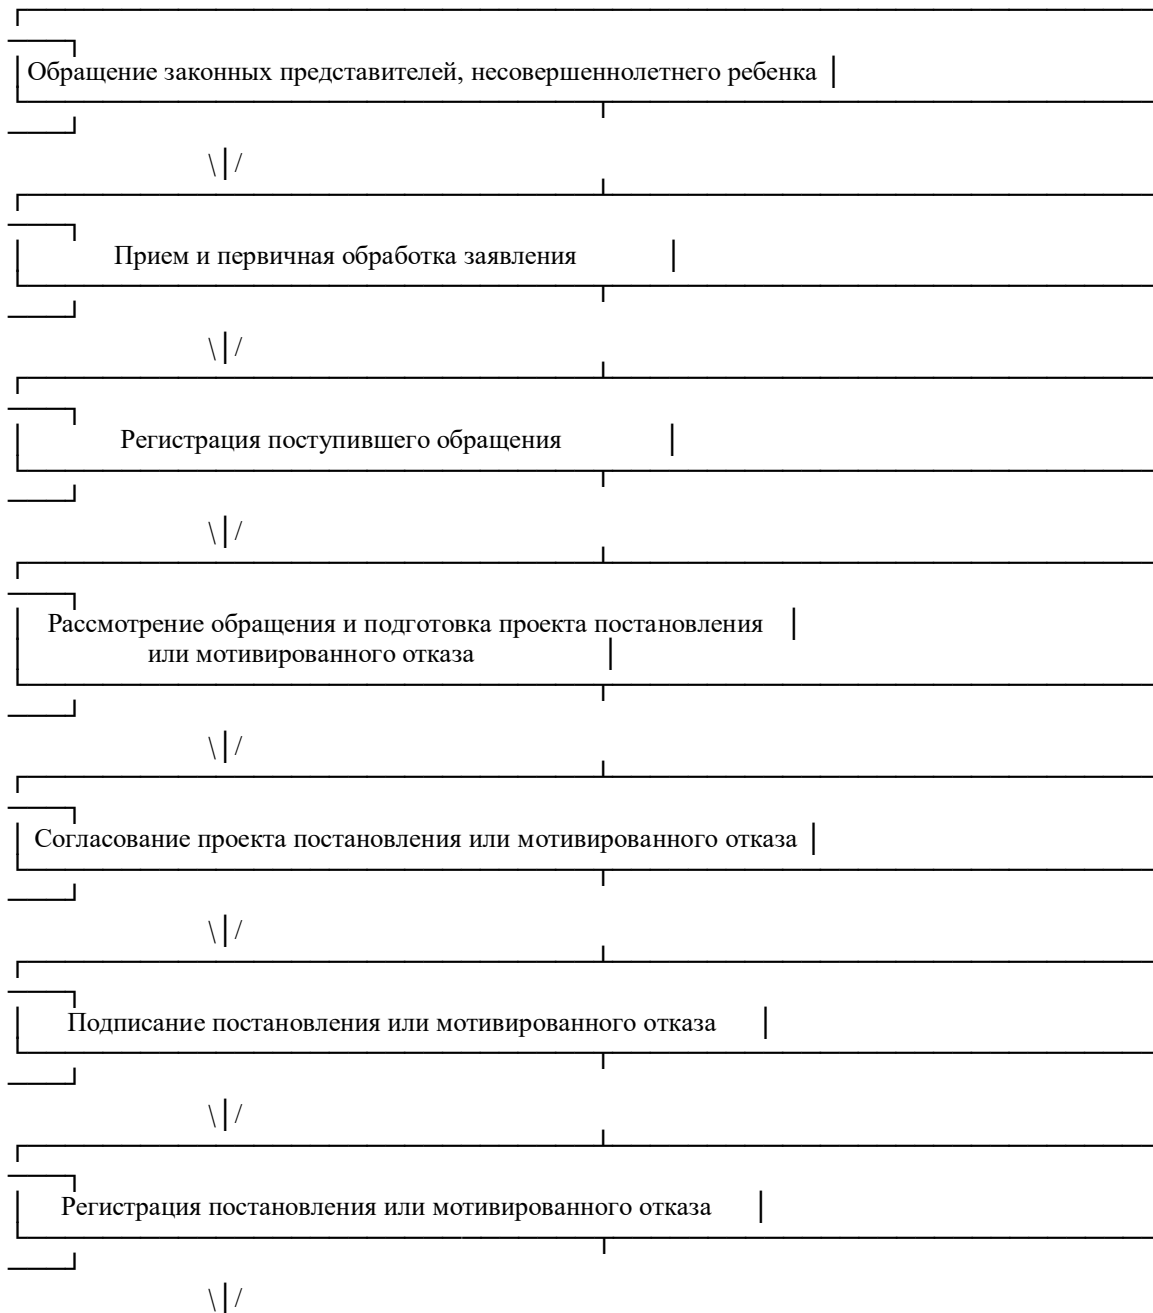 Обращение законных представителей, несовершеннолетнего ребенка
\|/
Прием и первичная обработка заявления
\|/
Регистрация поступившего обращения
\|/
Рассмотрение обращения и подготовка проекта постановления
или мотивированного отказа
\|/
Согласование проекта постановления или мотивированного отказа
\|/
Подписание постановления или мотивированного отказа
\|/
Регистрация постановления или мотивированного отказа
\|/